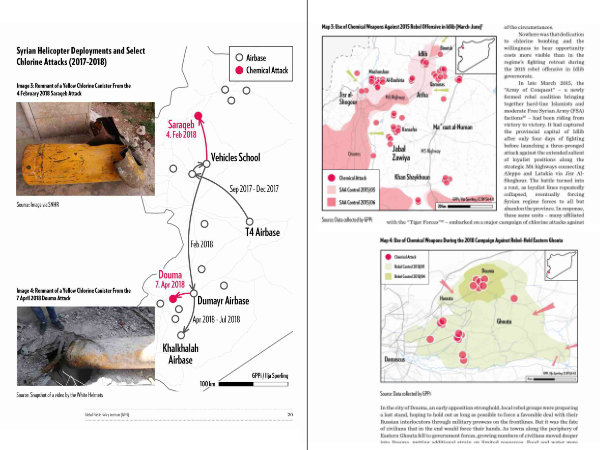 Syrian Helicopter Deployments and Select
Chlorine Attacks (2017-2018)
Airbase
Chemical Attack
Image 3: Remnant of a Yellow Chlorine Canister From the
4 February 2018 Saraqeb Attack
Source: Image via SNHR
Saraqeb
4. Feb 2018
Vehicles School
Sep 2017 - Dec 2017
T4 Airbase
Feb 2018
Douma
7. Apr 2018
Image 4: Remnant of a Yellow Chlorine Canister From the
7 April 2018 Douma Attack
Dumayr Airbase
Apr 2018 - Jul 2018
Khalkhalah
Airbase
GPPi / Ilja Sperling
100 km
Source: Snapshot of a video by the White Helmets
Global Public Policy Institute (GPPi)
20
Map 3: Use of Chemical Weapons Against 2015 Rebel Offensive in Idlib (March-June)
Idlib
Ariha
M4 Highway
Jisr al-
Shogour
Ma'raat al-Numan
Jabal
Zawiya
M5 Highway
Khan Shaykhoun
Chemical Attack
SAA Control 2015/05
SAA Control 2015/06
Source: Data collected by GPPi
of the circumstances.
Nowhere was that dedication
to chlorine bombing and the
willingness to bear opportunity
costs more visible than in the
regime's fighting retreat during
the 2015 rebel offensive in Idlib
governorate.
In late March 2015, the
"Army of Conquest" – a newly
formed rebel coalition bringing
together hard-line Islamists and
moderate Free Syrian Army (FSA)
factions – had been riding from
victory to victory. It had captured
the provincial capital of Idlib
after only four days of fighting
before launching a three-pronged
attack against the extended salient
of loyalist positions along the
strategic M4 highways connecting
Aleppo and Latakia via Jisr Al-
Shoghour. The battle turned into
a rout, as loyalist lines repeatedly
collapsed, eventually forcing
Syrian regime forces to all but
abandon the province. In response,
these same units – many affiliated
with the "Tiger Forces" – embarked on a major campaign of chlorine attacks against
Map 4: Use of Chemical Weapons During the 2018 Campaign Against Rebel-Held Eastern Ghouta
Chemical Attack
Douma
Harasta
Ghouta
Damascus
Source: Data collected by GPPi
In the city of Douma, an early opposition stronghold, local rebel groups were preparing
a last stand, hoping to hold out as long as possible to force a favorable deal with their
Russian interlocutors through military prowess on the frontlines. But it was the fate
of civilians that in the end would force their hands. As towns along the periphery of
Eastern Ghouta fell to government forces, growing numbers of civilians moved deeper